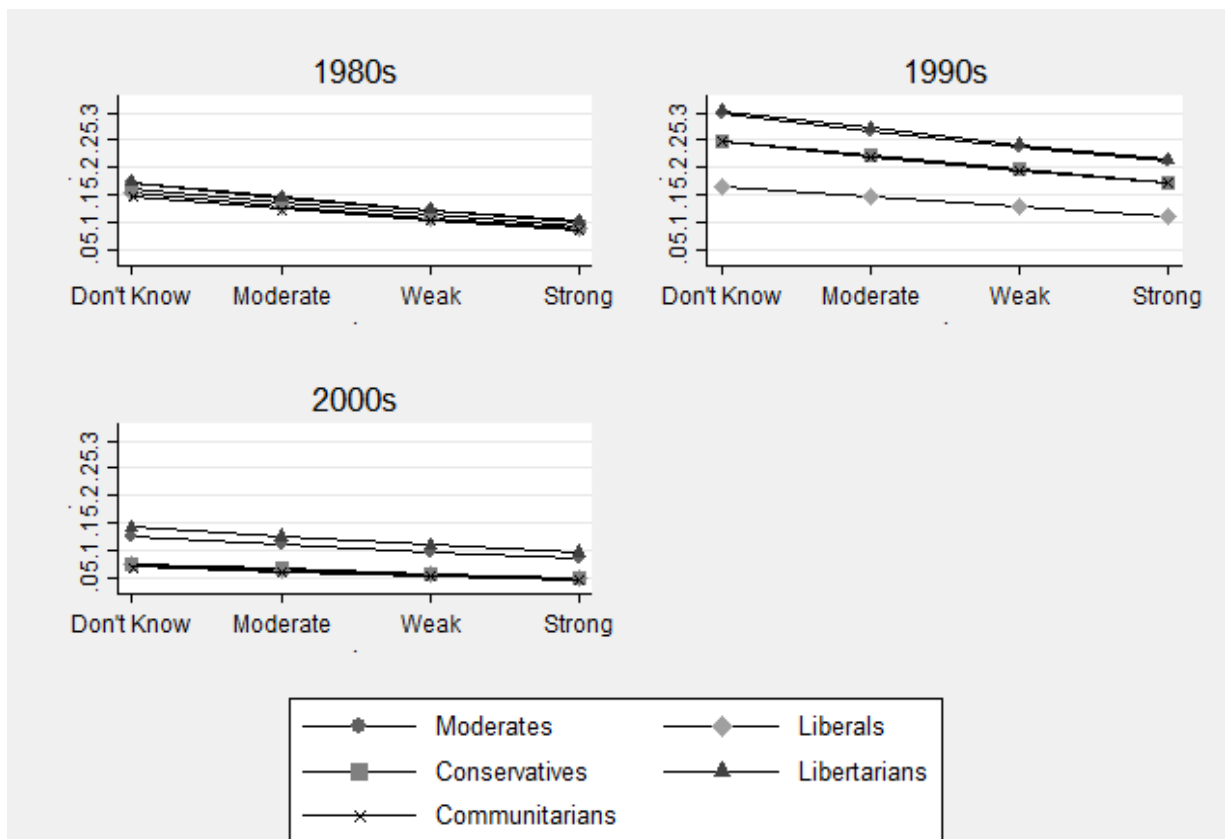 1980s
.05.1 .15.2 .25.3
Don't Know Moderate Weak Strong
1990s
.05.1 .15.2 .25.3
Don't Know Moderate Weak Strong
2000s
.05.1 .15.2 .25.3
Don't Know Moderate Weak Strong
Moderates Liberals
Conservatives Libertarians
Communitarians